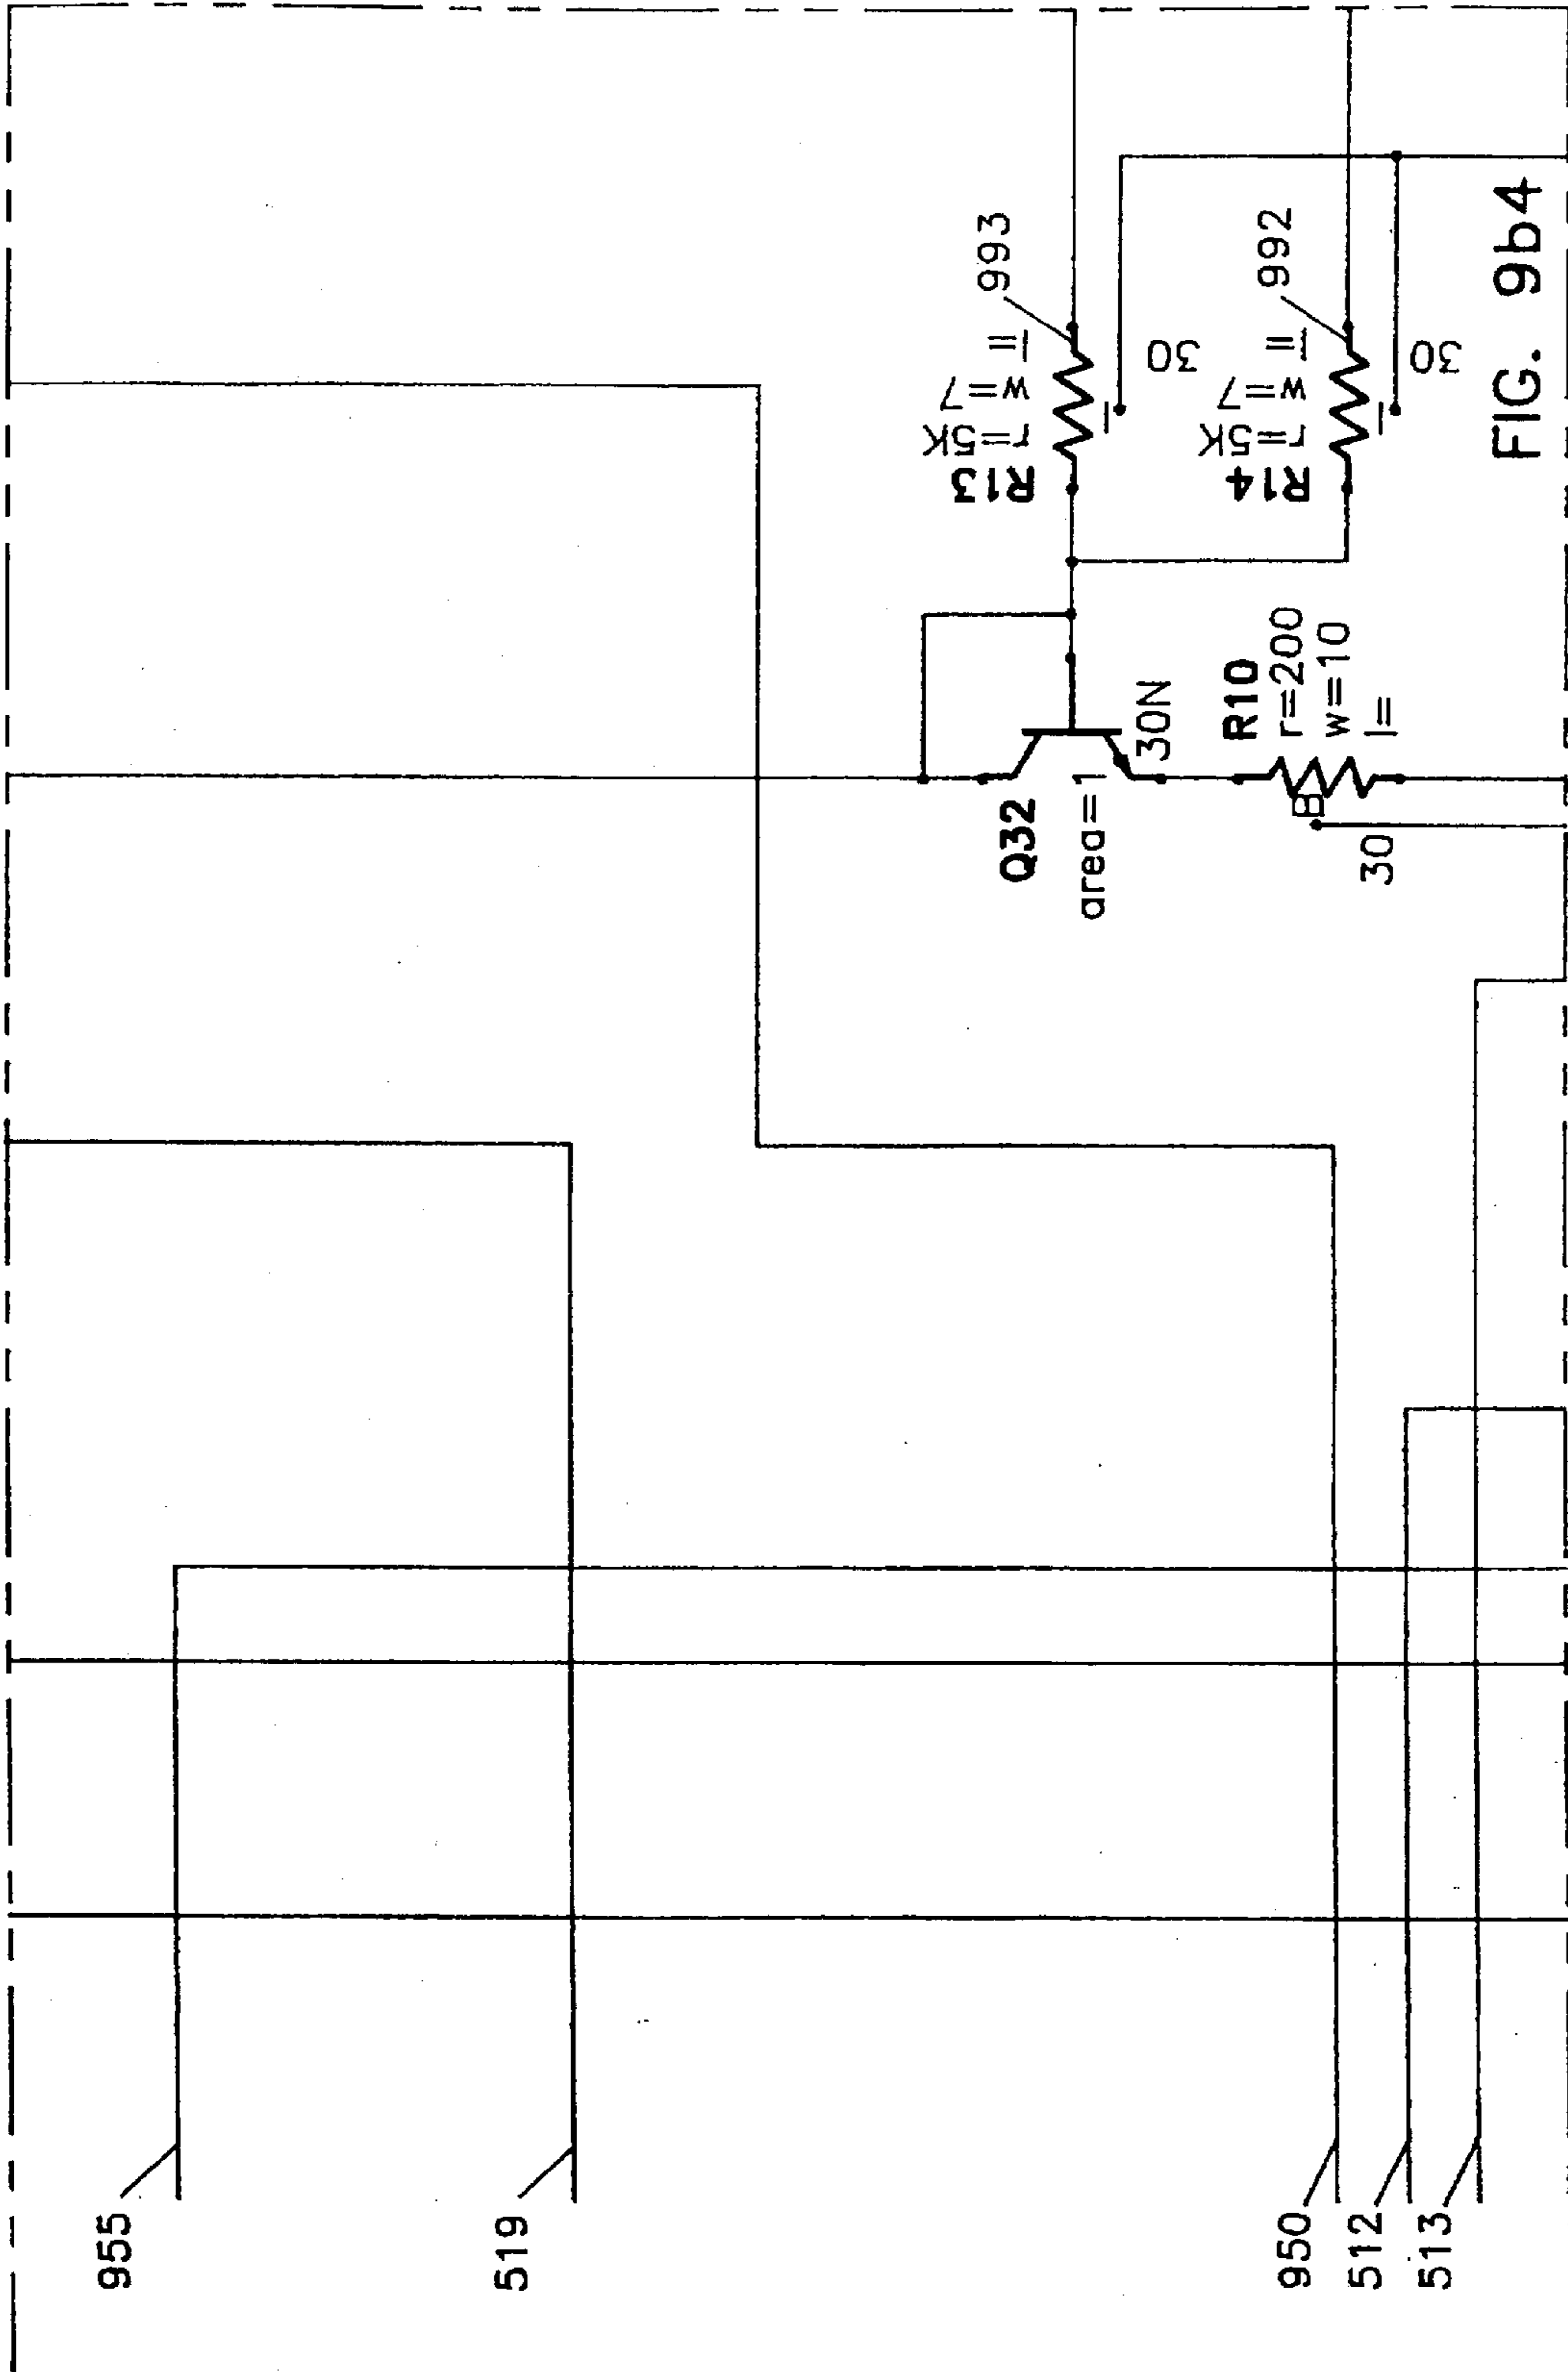 955
519
950
512
513
Q32
area=1
30N
R10
r=200
w=10
l=
B
30
R13
r=5K
w=7
l=
993
30
R14
r=5K
w=7
l=
992
30
FIG. 9b4